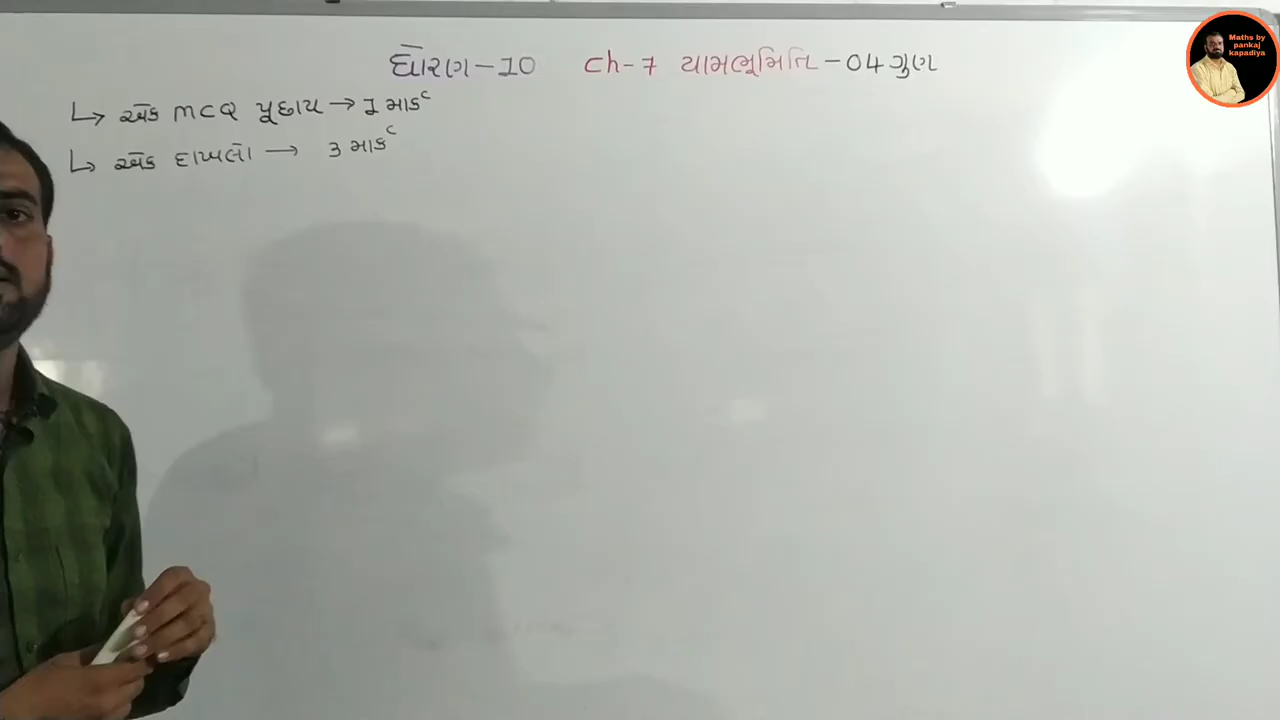 ધોરણ-10 ch-7 યામભૂમિતિ-04 ગુણ
↳ એક MCQ પૂછાય → 1 માર્ક
↳ એક દાખલો → 3 માર્ક
Maths by
pankaj
kapadiya